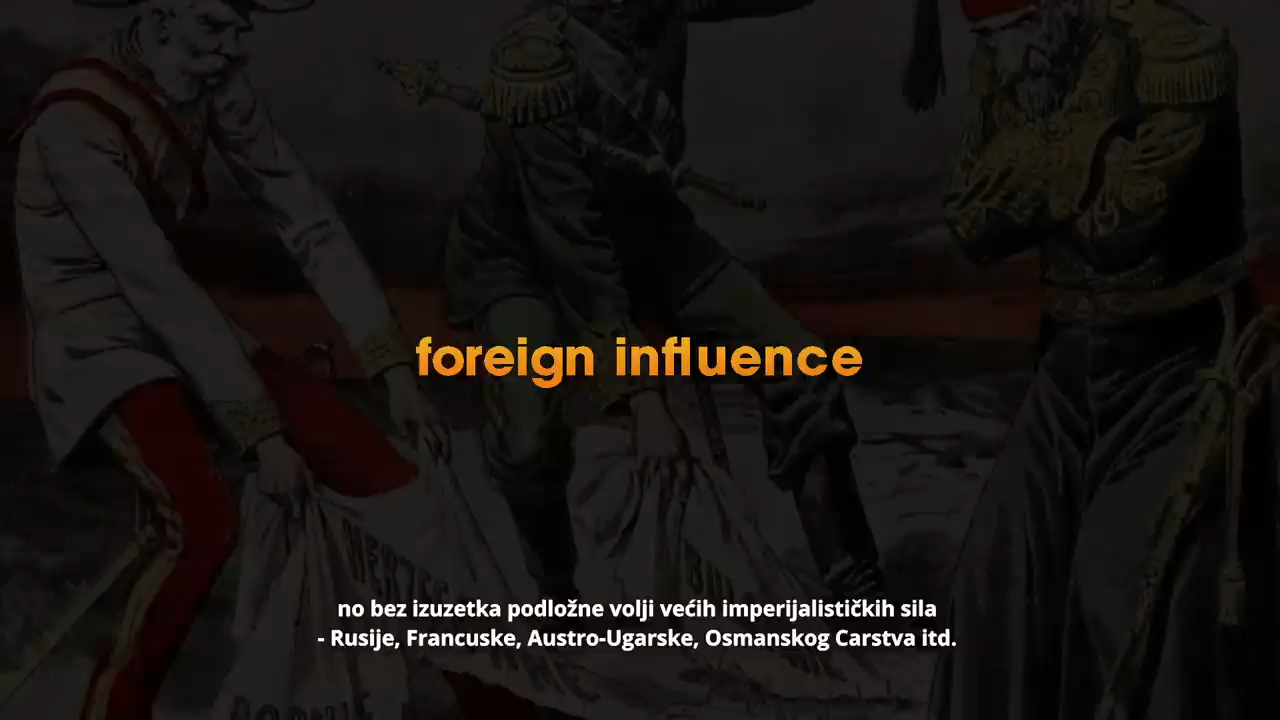 foreign influence
no bez izuzetka podložne volji većih imperijalističkih sila
- Rusije, Francuske, Austro-Ugarske, Osmanskog Carstva itd.